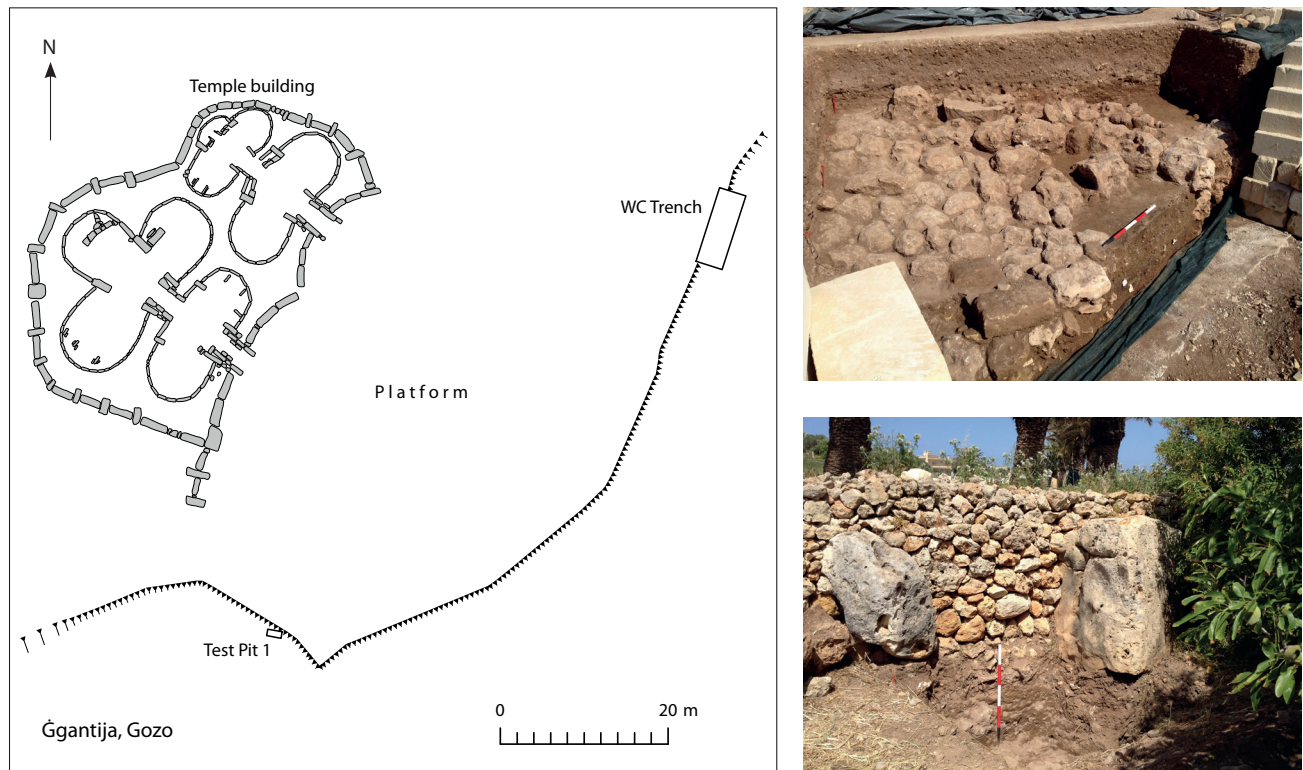 N
Temple building
WC Trench
Platform
Test Pit 1
Ġgantija, Gozo
0 20 m